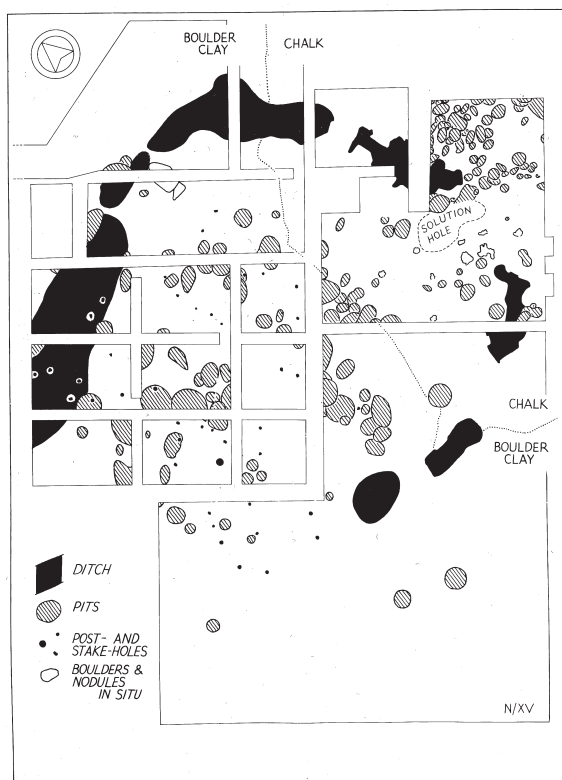 BOULDER
CLAY
CHALK
SOLUTION
HOLE
CHALK
BOULDER
CLAY
DITCH
PITS
POST- AND
STAKE-HOLES
BOULDERS &
NODULES
IN SITU
N/XV